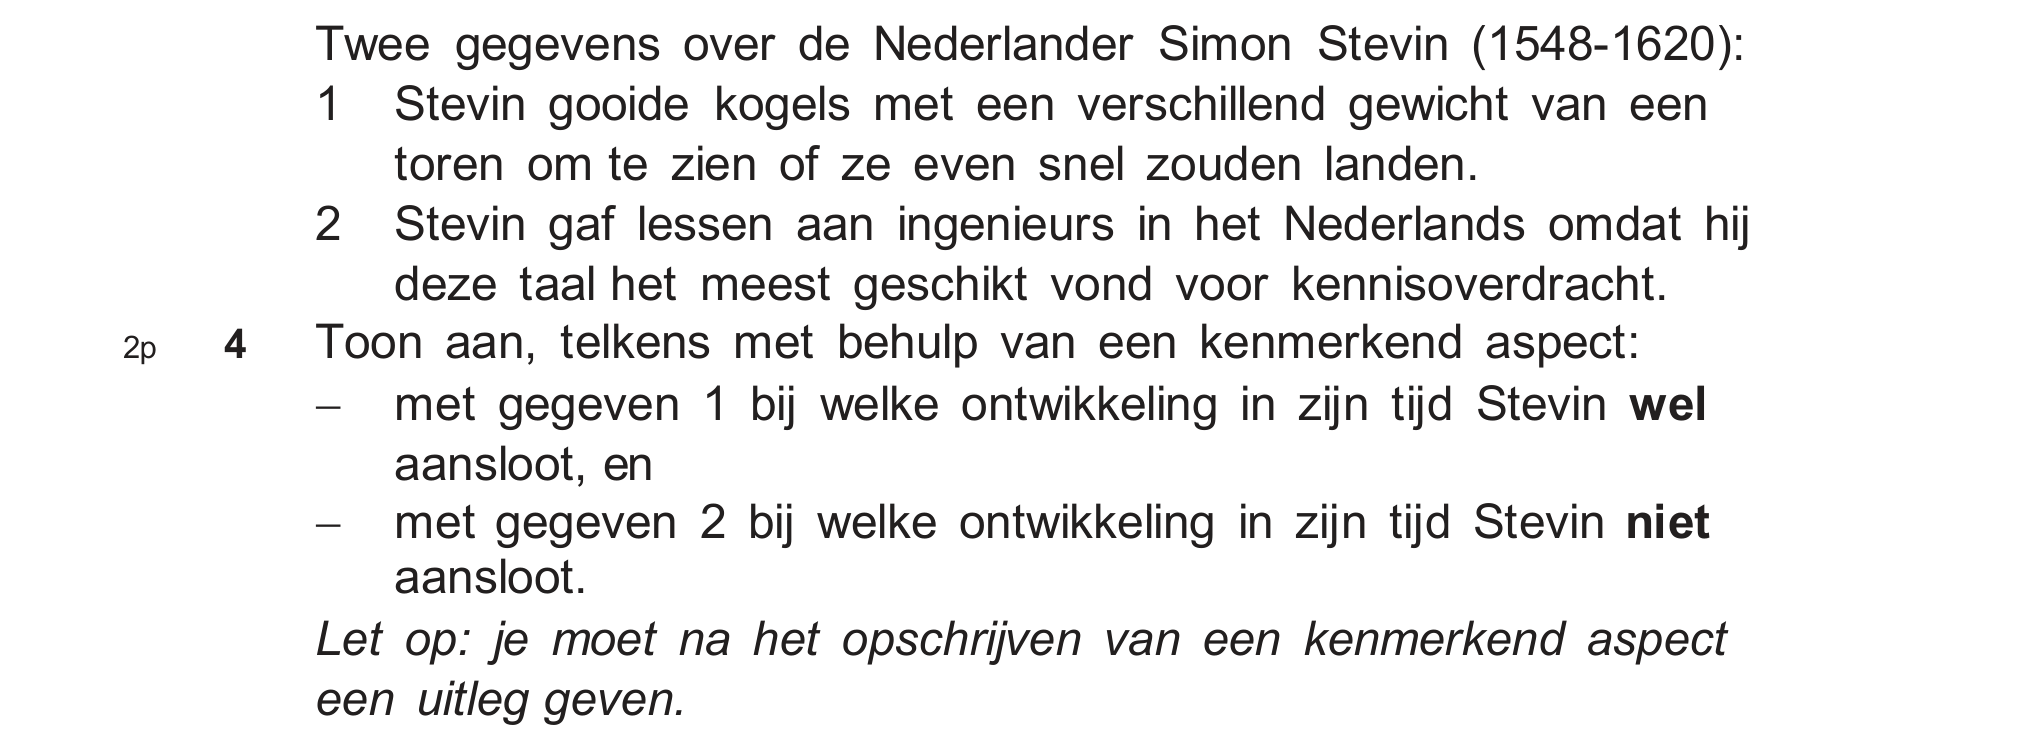 Twee gegevens over de Nederlander Simon Stevin (1548-1620):
1 Stevin gooide kogels met een verschillend gewicht van een
toren om te zien of ze even snel zouden landen.
2 Stevin gaf lessen aan ingenieurs in het Nederlands omdat hij
deze taal het meest geschikt vond voor kennisoverdracht.
2p 4 Toon aan, telkens met behulp van een kenmerkend aspect:
– met gegeven 1 bij welke ontwikkeling in zijn tijd Stevin wel
aansloot, en
– met gegeven 2 bij welke ontwikkeling in zijn tijd Stevin niet
aansloot.
Let op: je moet na het opschrijven van een kenmerkend aspect
een uitleg geven.